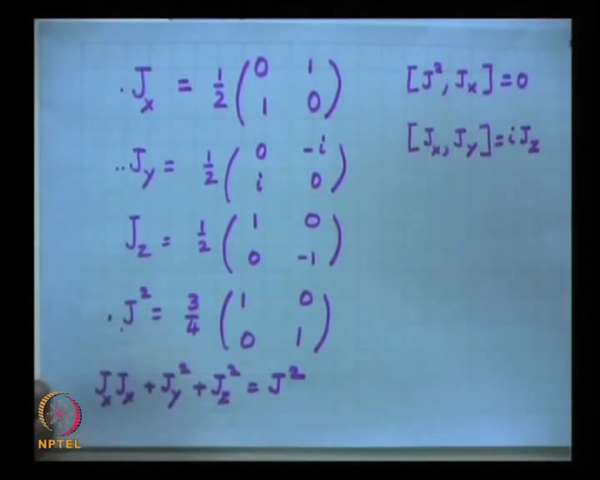 . J_x = 1/2 ( 0 1 ; 1 0 )
[J², J_x] = 0
.. J_y = 1/2 ( 0 -i ; i 0 )
[J_x, J_y] = i J_z
J_z = 1/2 ( 1 0 ; 0 -1 )
. J² = 3/4 ( 1 0 ; 0 1 )
J_x J_x + J_y² + J_z² = J²
NPTEL